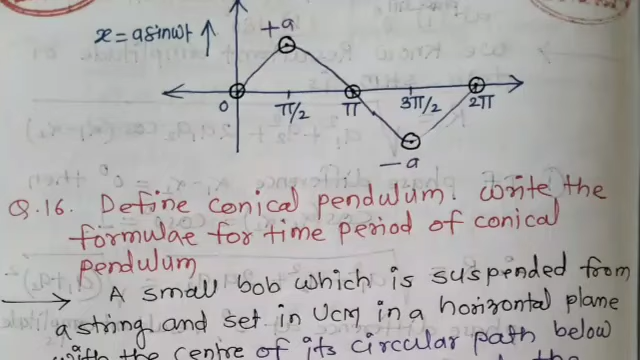 x = a sin wt ↑
+a
0 π/2 π 3π/2 2π
-a
Q.16. Define conical pendulum. Write the
formulae for time period of conical
pendulum
→ A small bob which is suspended from
a string and set in UCM in a horizontal plane
with the centre of its circular path below